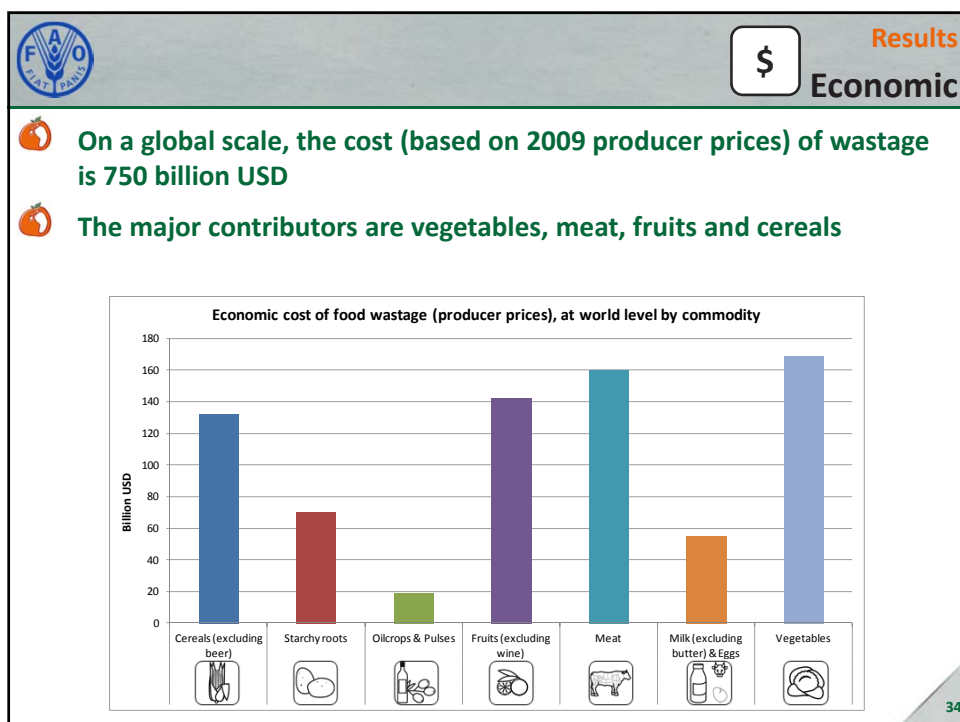 F A O
FIAT PANIS
$
Results
Economic
On a global scale, the cost (based on 2009 producer prices) of wastage
is 750 billion USD
The major contributors are vegetables, meat, fruits and cereals
Economic cost of food wastage (producer prices), at world level by commodity
Billion USD
180
160
140
120
100
80
60
40
20
0
Cereals (excluding
beer)
Starchy roots
Oilcrops & Pulses
Fruits (excluding
wine)
Meat
Milk (excluding
butter) & Eggs
Vegetables
34